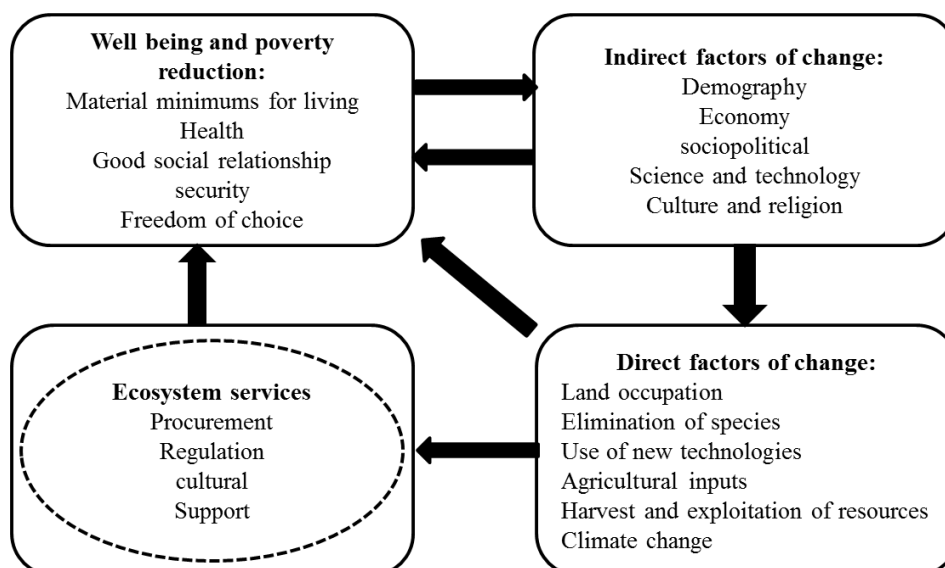 Well being and poverty
reduction:
Material minimums for living
Health
Good social relationship
security
Freedom of choice
Indirect factors of change:
Demography
Economy
sociopolitical
Science and technology
Culture and religion
Ecosystem services
Procurement
Regulation
cultural
Support
Direct factors of change:
Land occupation
Elimination of species
Use of new technologies
Agricultural inputs
Harvest and exploitation of resources
Climate change